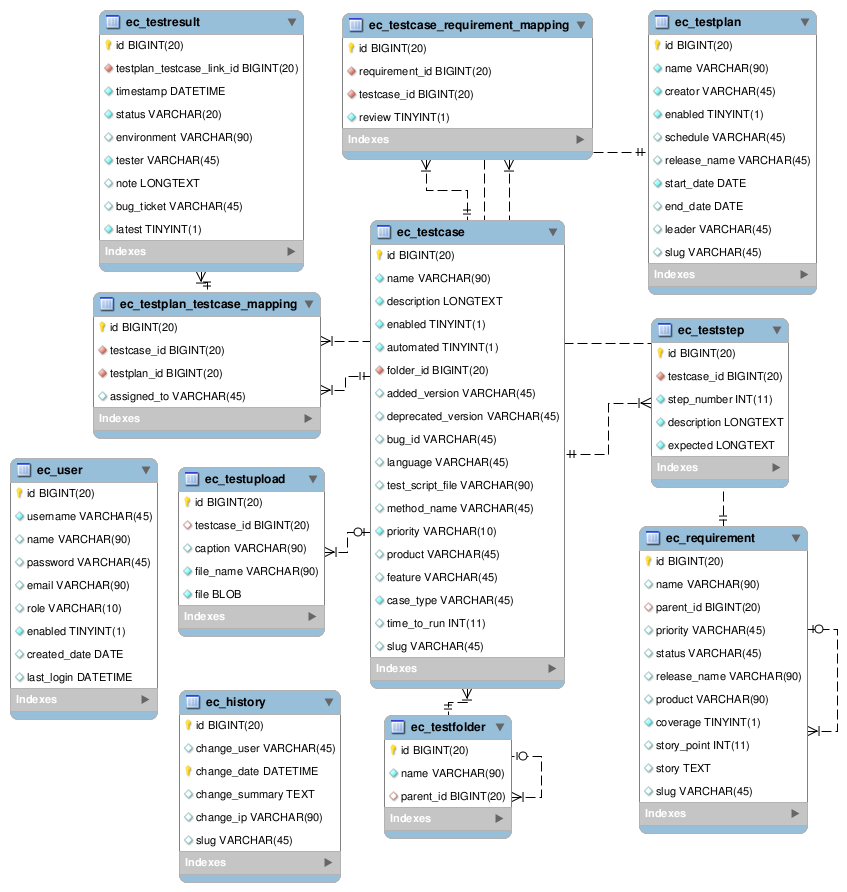 ec_testresult
id BIGINT(20)
testplan_testcase_link_id BIGINT(20)
timestamp DATETIME
status VARCHAR(20)
environment VARCHAR(90)
tester VARCHAR(45)
note LONGTEXT
bug_ticket VARCHAR(45)
latest TINYINT(1)
Indexes
ec_testcase_requirement_mapping
id BIGINT(20)
requirement_id BIGINT(20)
testcase_id BIGINT(20)
review TINYINT(1)
Indexes
ec_testplan
id BIGINT(20)
name VARCHAR(90)
creator VARCHAR(45)
enabled TINYINT(1)
schedule VARCHAR(45)
release_name VARCHAR(45)
start_date DATE
end_date DATE
leader VARCHAR(45)
slug VARCHAR(45)
Indexes
ec_testplan_testcase_mapping
id BIGINT(20)
testcase_id BIGINT(20)
testplan_id BIGINT(20)
assigned_to VARCHAR(45)
Indexes
ec_testcase
id BIGINT(20)
name VARCHAR(90)
description LONGTEXT
enabled TINYINT(1)
automated TINYINT(1)
folder_id BIGINT(20)
added_version VARCHAR(45)
deprecated_version VARCHAR(45)
bug_id VARCHAR(45)
language VARCHAR(45)
test_script_file VARCHAR(90)
method_name VARCHAR(45)
priority VARCHAR(10)
product VARCHAR(45)
feature VARCHAR(45)
case_type VARCHAR(45)
time_to_run INT(11)
slug VARCHAR(45)
Indexes
ec_teststep
id BIGINT(20)
testcase_id BIGINT(20)
step_number INT(11)
description LONGTEXT
expected LONGTEXT
Indexes
ec_user
id BIGINT(20)
username VARCHAR(45)
name VARCHAR(90)
password VARCHAR(45)
email VARCHAR(90)
role VARCHAR(10)
enabled TINYINT(1)
created_date DATE
last_login DATETIME
Indexes
ec_testupload
id BIGINT(20)
testcase_id BIGINT(20)
caption VARCHAR(90)
file_name VARCHAR(90)
file BLOB
Indexes
ec_requirement
id BIGINT(20)
name VARCHAR(90)
parent_id BIGINT(20)
priority VARCHAR(45)
status VARCHAR(45)
release_name VARCHAR(90)
product VARCHAR(90)
coverage TINYINT(1)
story_point INT(11)
story TEXT
slug VARCHAR(45)
Indexes
ec_history
id BIGINT(20)
change_user VARCHAR(45)
change_date DATETIME
change_summary TEXT
change_ip VARCHAR(90)
slug VARCHAR(45)
Indexes
ec_testfolder
id BIGINT(20)
name VARCHAR(90)
parent_id BIGINT(20)
Indexes